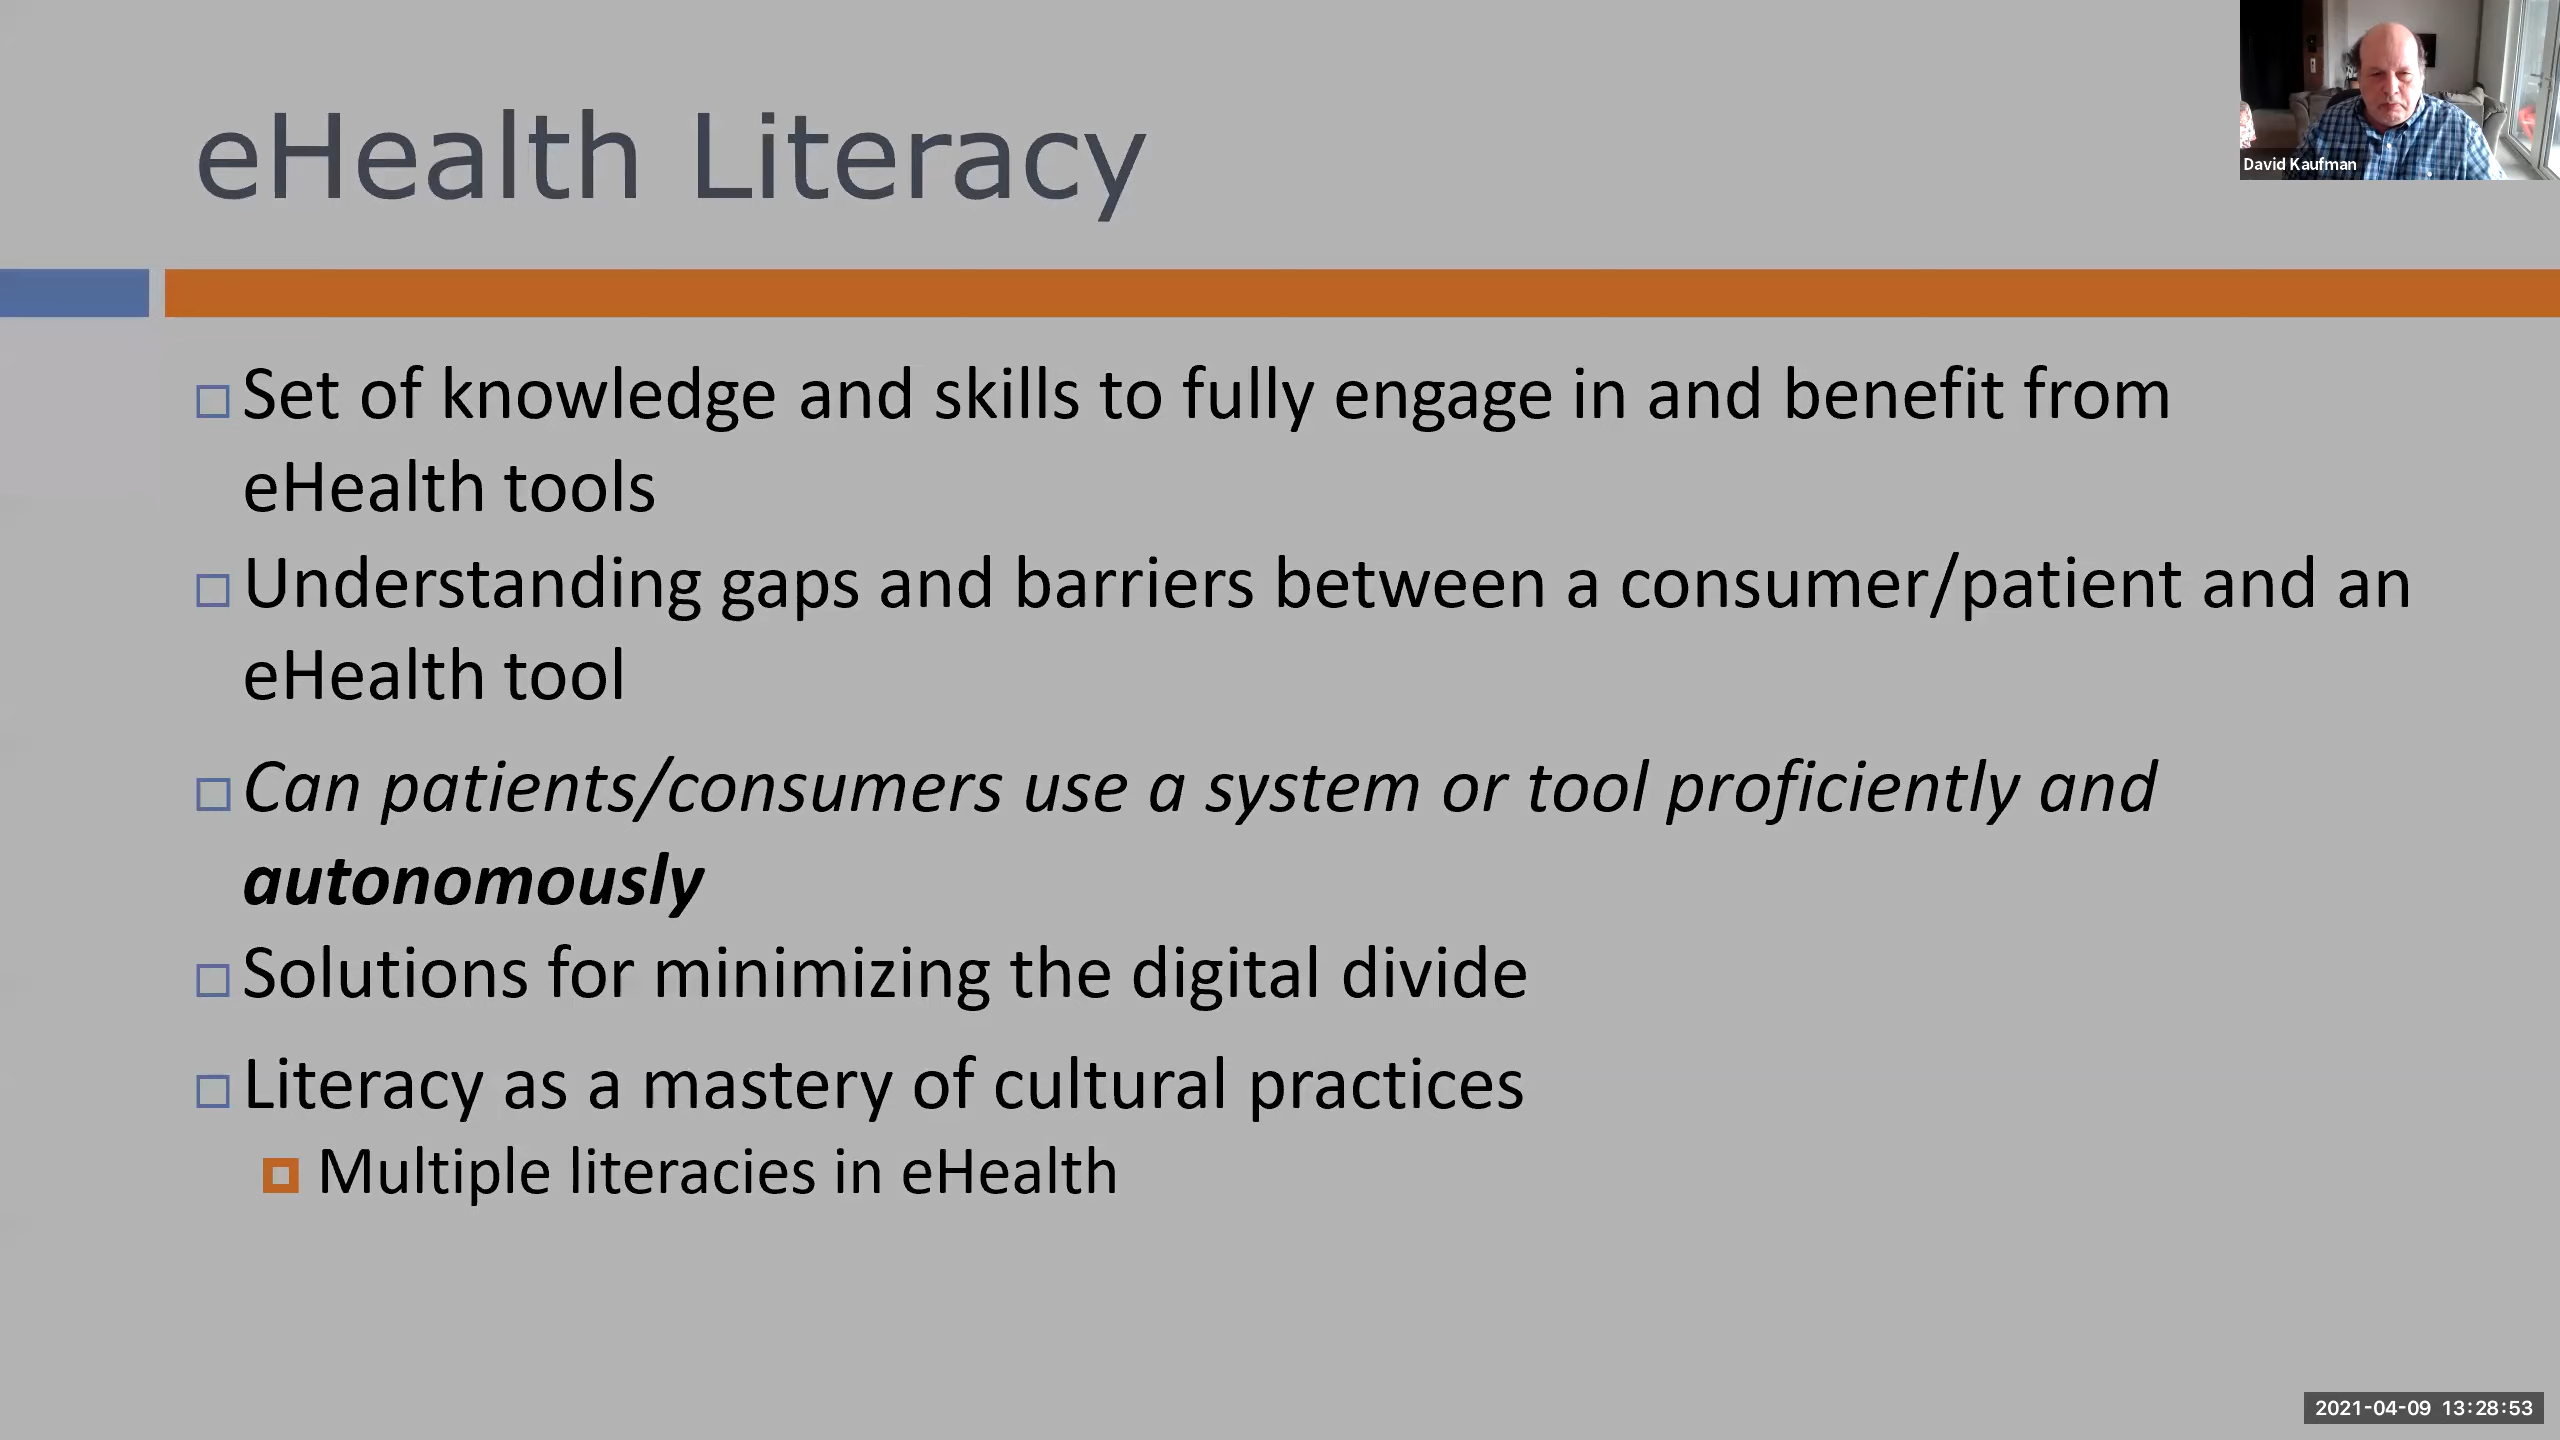 eHealth Literacy
David Kaufman
Set of knowledge and skills to fully engage in and benefit from
eHealth tools
Understanding gaps and barriers between a consumer/patient and an
eHealth tool
Can patients/consumers use a system or tool proficiently and
autonomously
Solutions for minimizing the digital divide
Literacy as a mastery of cultural practices
Multiple literacies in eHealth
2021-04-09 13:28:53